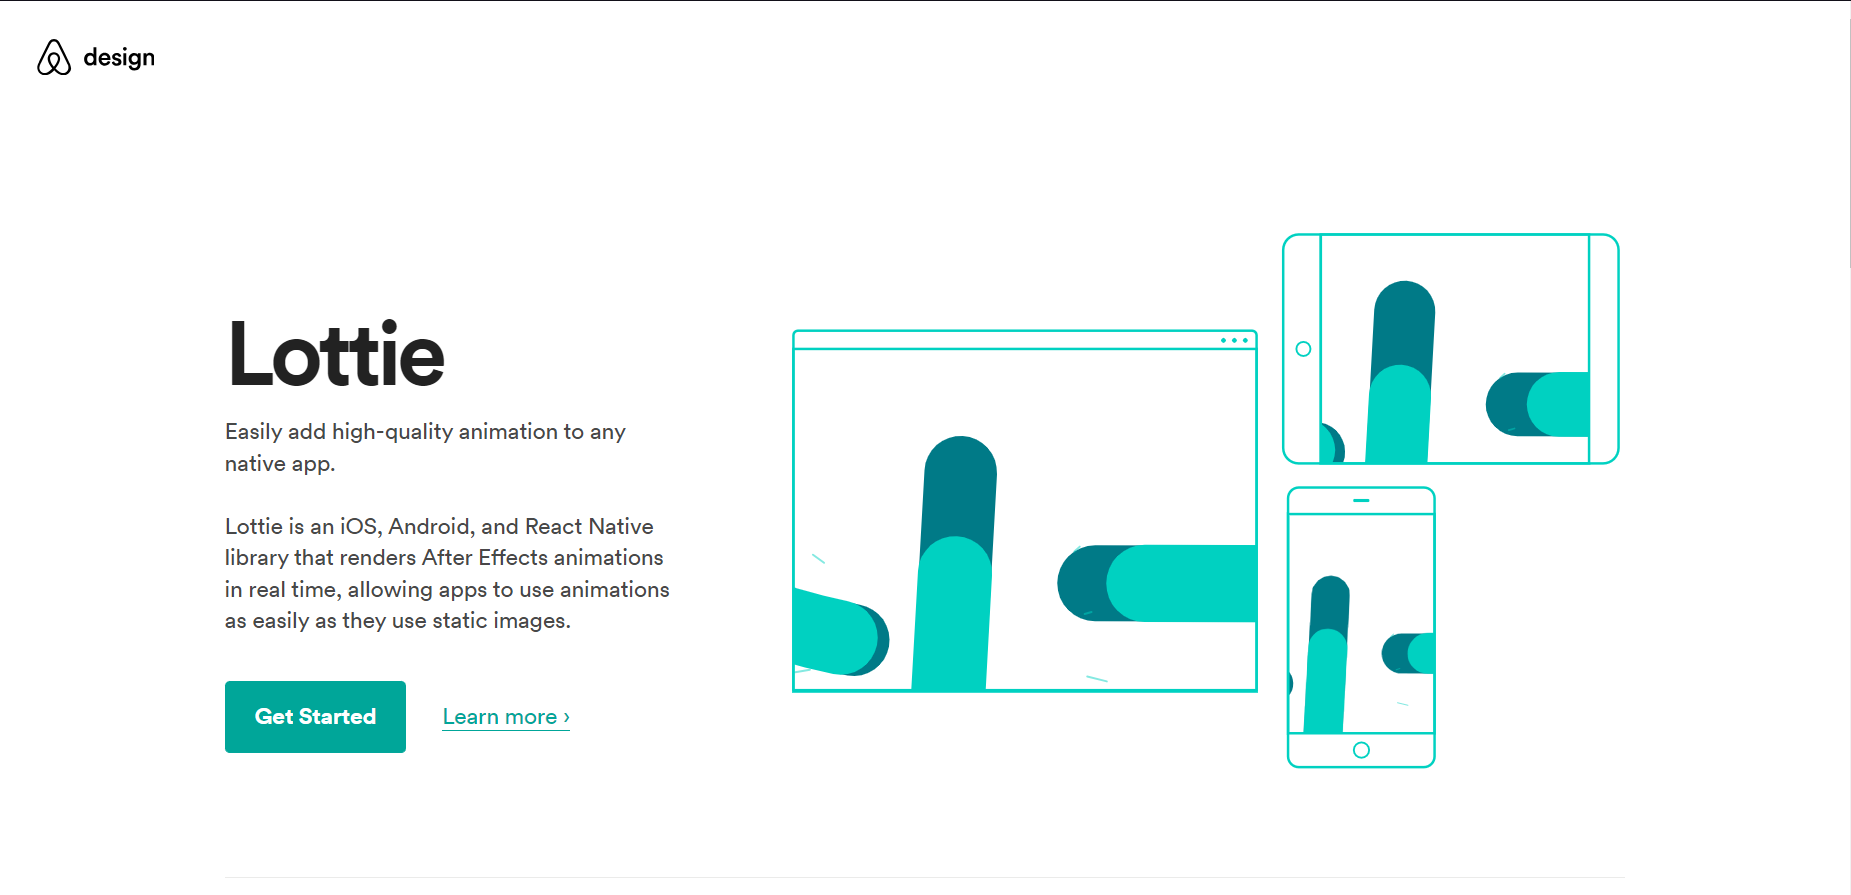 design
Lottie
Easily add high-quality animation to any
native app.
Lottie is an iOS, Android, and React Native
library that renders After Effects animations
in real time, allowing apps to use animations
as easily as they use static images.
Get Started
Learn more ›